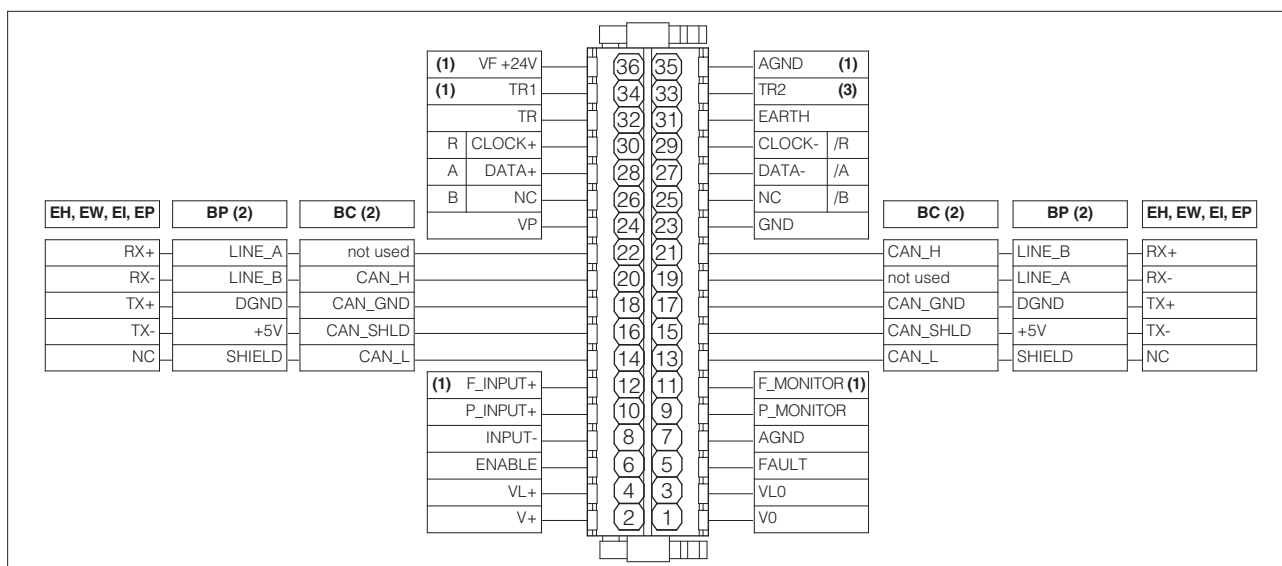 (1) VF +24V 36 35 AGND (1)
(1) TR1 34 33 TR2 (3)
TR 32 31 EARTH
R CLOCK+ 30 29 CLOCK- /R
A DATA+ 28 27 DATA- /A
B NC 26 25 NC /B
EH, EW, EI, EP BP (2) BC (2) VP 24 23 GND BC (2) BP (2) EH, EW, EI, EP
RX+ LINE_A not used 22 21 CAN_H LINE_B RX+
RX- LINE_B CAN_H 20 19 not used LINE_A RX-
TX+ DGND CAN_GND 18 17 CAN_GND DGND TX+
TX- +5V CAN_SHLD 16 15 CAN_SHLD +5V TX-
NC SHIELD CAN_L 14 13 CAN_L SHIELD NC
(1) F_INPUT+ 12 11 F_MONITOR (1)
P_INPUT+ 10 9 P_MONITOR
INPUT- 8 7 AGND
ENABLE 6 5 FAULT
VL+ 4 3 VL0
V+ 2 1 V0